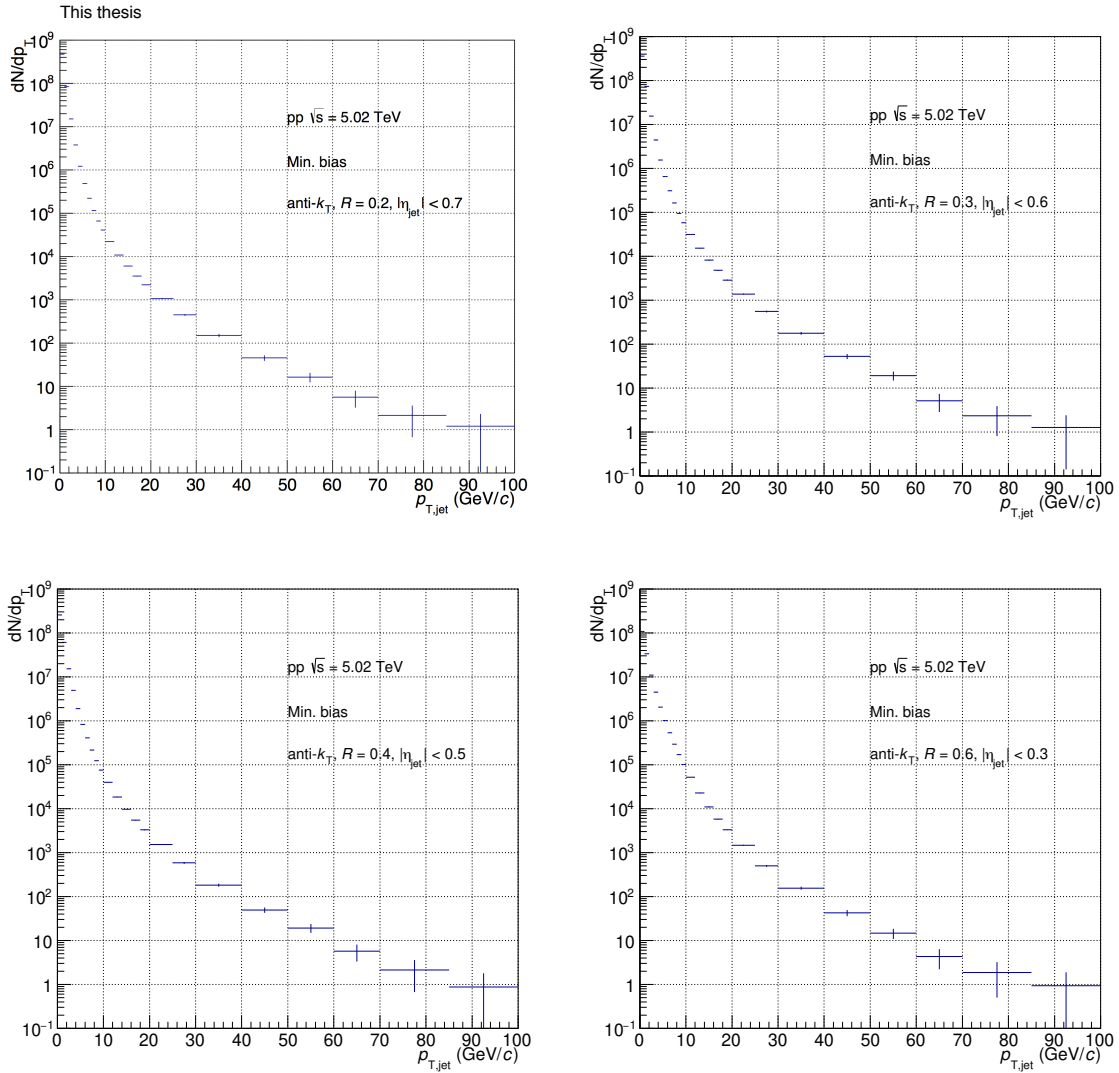 This thesis
dN/dp_T
10^9
10^8
10^7
10^6
10^5
10^4
10^3
10^2
10
1
10^−1
pp √s = 5.02 TeV
Min. bias
anti-k_T, R = 0.2, |η_jet| < 0.7
0 10 20 30 40 50 60 70 80 90 100
p_T,jet (GeV/c)
dN/dp_T
10^9
10^8
10^7
10^6
10^5
10^4
10^3
10^2
10
1
10^−1
pp √s = 5.02 TeV
Min. bias
anti-k_T, R = 0.3, |η_jet| < 0.6
0 10 20 30 40 50 60 70 80 90 100
p_T,jet (GeV/c)
dN/dp_T
10^9
10^8
10^7
10^6
10^5
10^4
10^3
10^2
10
1
10^−1
pp √s = 5.02 TeV
Min. bias
anti-k_T, R = 0.4, |η_jet| < 0.5
0 10 20 30 40 50 60 70 80 90 100
p_T,jet (GeV/c)
dN/dp_T
10^9
10^8
10^7
10^6
10^5
10^4
10^3
10^2
10
1
10^−1
pp √s = 5.02 TeV
Min. bias
anti-k_T, R = 0.6, |η_jet| < 0.3
0 10 20 30 40 50 60 70 80 90 100
p_T,jet (GeV/c)